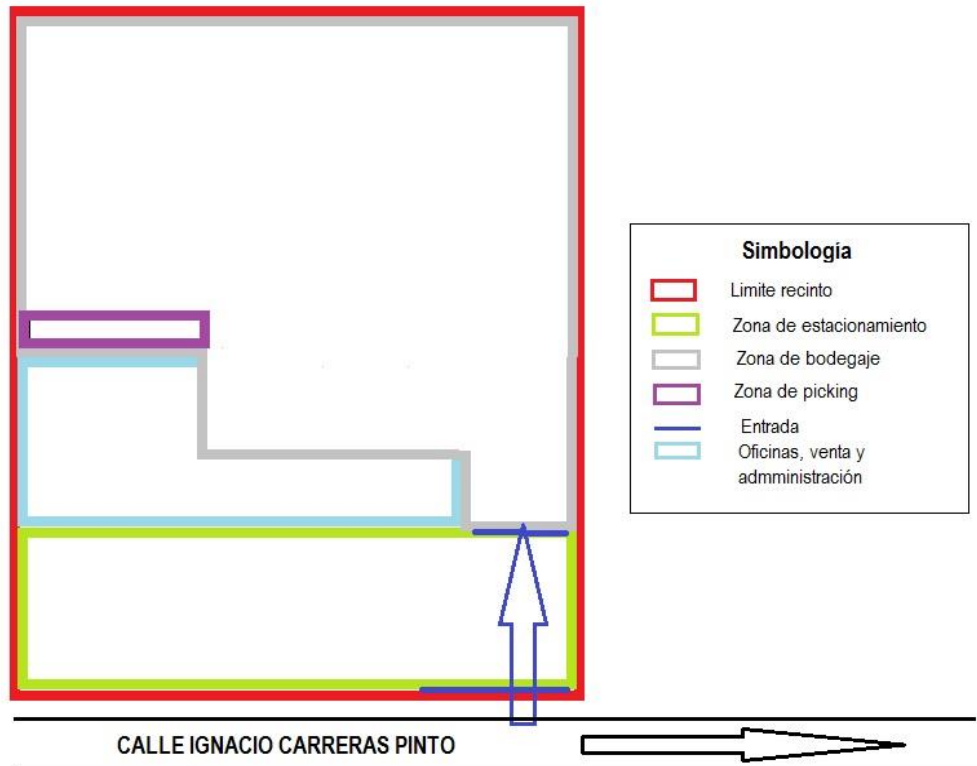 Simbología
Limite recinto
Zona de estacionamiento
Zona de bodegaje
Zona de picking
Entrada
Oficinas, venta y
admministración
CALLE IGNACIO CARRERAS PINTO